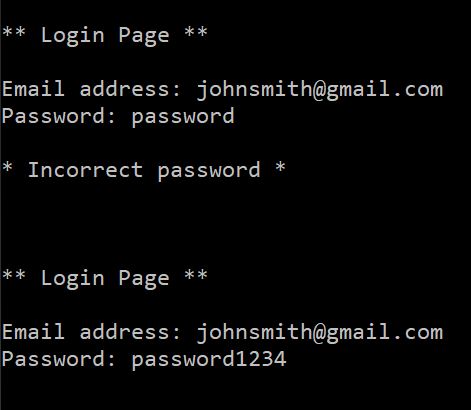 ** Login Page **
Email address: johnsmith@gmail.com
Password: password
* Incorrect password *
** Login Page **
Email address: johnsmith@gmail.com
Password: password1234